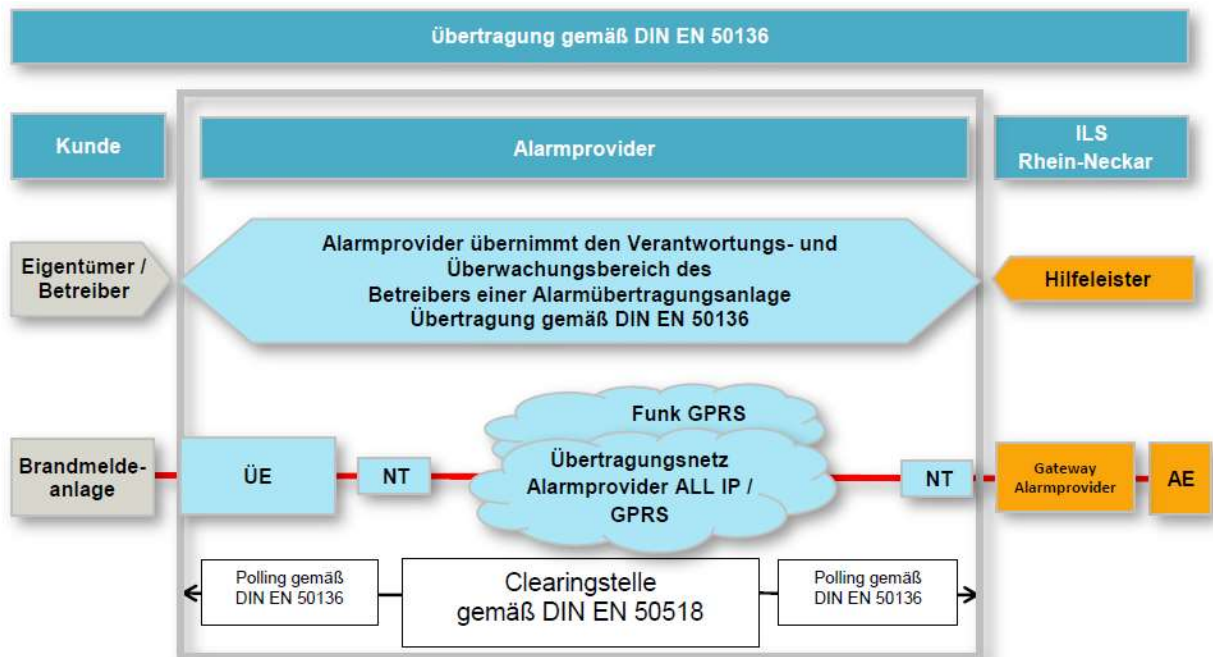 Übertragung gemäß DIN EN 50136
Kunde
Alarmprovider
ILS
Rhein-Neckar
Eigentümer /
Betreiber
Alarmprovider übernimmt den Verantwortungs- und
Überwachungsbereich des
Betreibers einer Alarmübertragungsanlage
Übertragung gemäß DIN EN 50136
Hilfeleister
Brandmelde-
anlage
ÜE
NT
Funk GPRS
Übertragungsnetz
Alarmprovider ALL IP /
GPRS
NT
Gateway
Alarmprovider
AE
Polling gemäß
DIN EN 50136
Clearingstelle
gemäß DIN EN 50518
Polling gemäß
DIN EN 50136